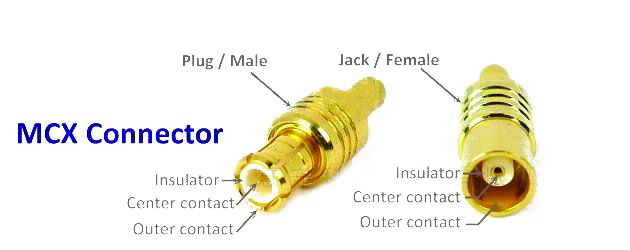 Plug / Male
Jack / Female
MCX Connector
Insulator
Center contact
Outer contact
Insulator
Center contact
Outer contact